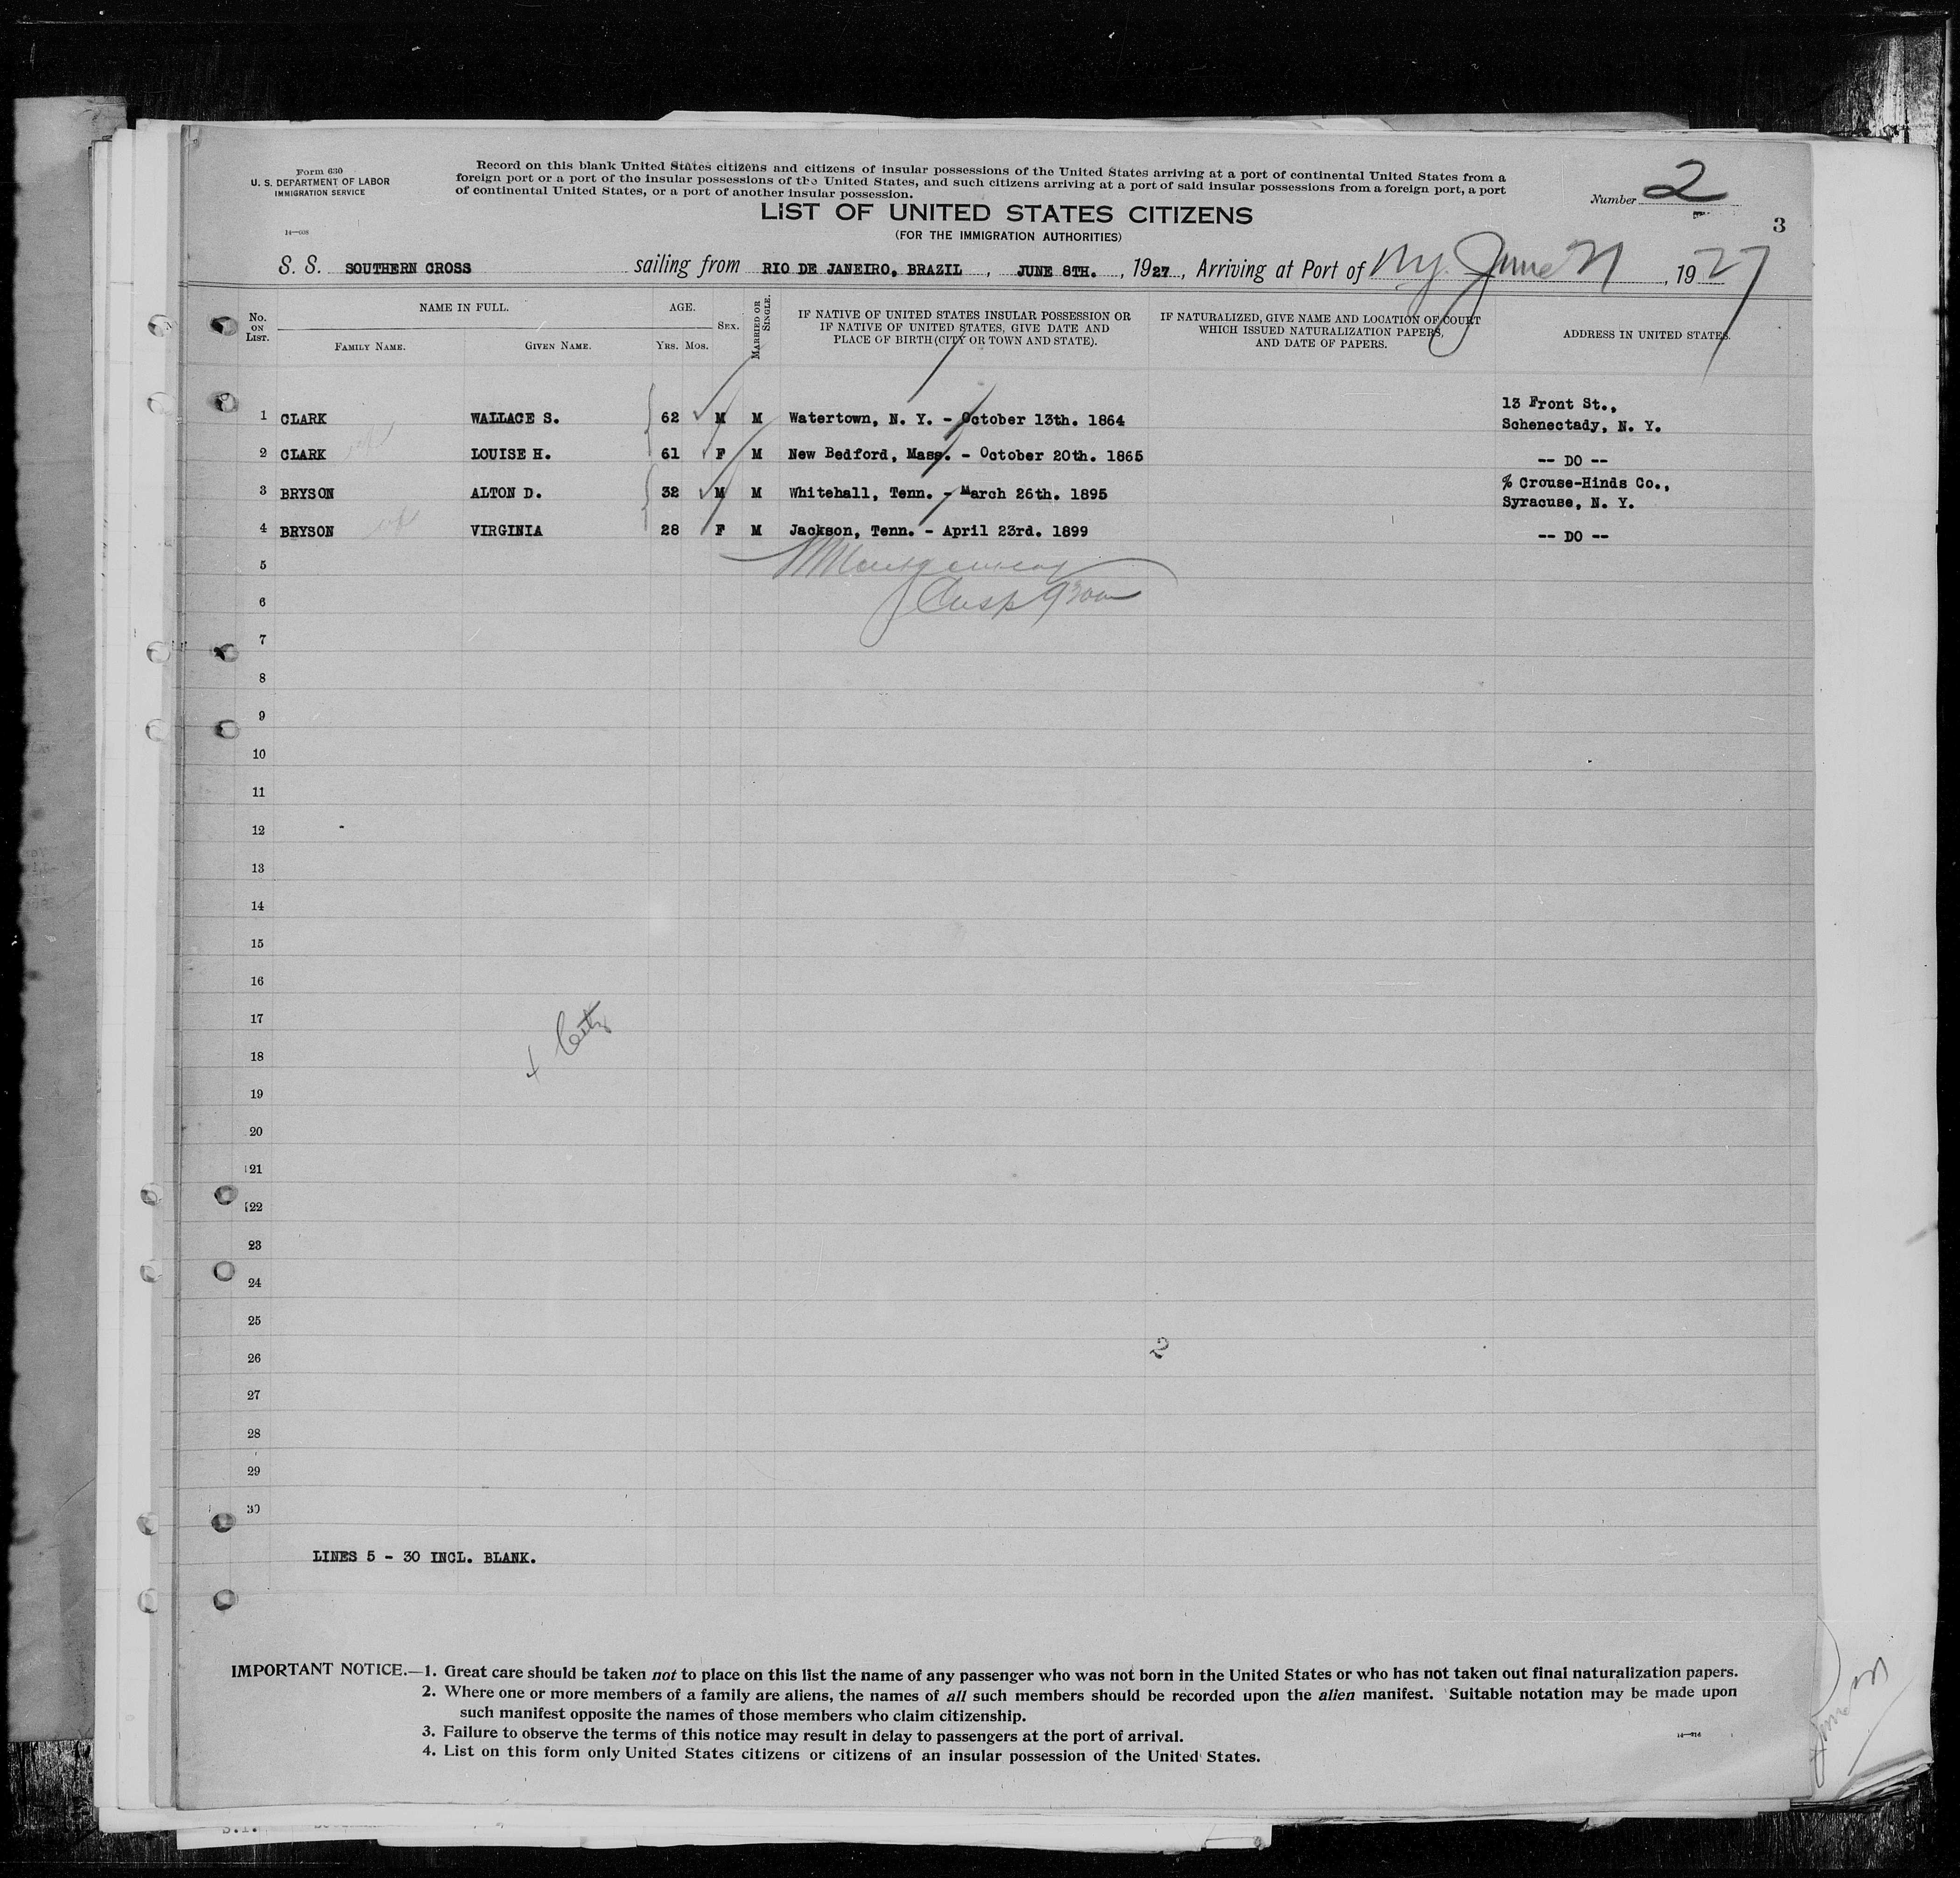 Form 630
U. S. DEPARTMENT OF LABOR
IMMIGRATION SERVICE
14—608
Record on this blank United States citizens and citizens of insular possessions of the United States arriving at a port of continental United States from a
foreign port or a port of the insular possessions of the United States, and such citizens arriving at a port of said insular possessions from a foreign port, a port
of continental United States, or a port of another insular possession.
Number 2
3
LIST OF UNITED STATES CITIZENS
(FOR THE IMMIGRATION AUTHORITIES)
S. S. SOUTHERN CROSS sailing from RIO DE JANEIRO, BRAZIL , JUNE 8TH. , 1927 , Arriving at Port of N.Y. June 21 , 1927
No. ON LIST. NAME IN FULL. FAMILY NAME. GIVEN NAME. AGE. YRS. MOS. SEX. MARRIED OR SINGLE. IF NATIVE OF UNITED STATES INSULAR POSSESSION OR IF NATIVE OF UNITED STATES, GIVE DATE AND PLACE OF BIRTH (CITY OR TOWN AND STATE). IF NATURALIZED, GIVE NAME AND LOCATION OF COURT WHICH ISSUED NATURALIZATION PAPERS, AND DATE OF PAPERS. ADDRESS IN UNITED STATES.
1 CLARK WALLACE S. 62 M M Watertown, N. Y. - October 13th. 1864 13 Front St., Schenectady, N. Y.
2 CLARK LOUISE H. 61 F M New Bedford, Mass. - October 20th. 1865 -- DO --
3 BRYSON ALTON D. 32 M M Whitehall, Tenn. - March 26th. 1895 % Crouse-Hinds Co., Syracuse, N. Y.
4 BRYSON VIRGINIA 28 F M Jackson, Tenn. - April 23rd. 1899 -- DO --
5 Montgomery
6 Insp
7
8
9
10
11
12
13
14
15
16
17
18
19
20
21
22
23
24
25
2
26
27
28
29
30
LINES 5 - 30 INCL. BLANK.
IMPORTANT NOTICE.—1. Great care should be taken not to place on this list the name of any passenger who was not born in the United States or who has not taken out final naturalization papers.
2. Where one or more members of a family are aliens, the names of all such members should be recorded upon the alien manifest. Suitable notation may be made upon
such manifest opposite the names of those members who claim citizenship.
3. Failure to observe the terms of this notice may result in delay to passengers at the port of arrival.
4. List on this form only United States citizens or citizens of an insular possession of the United States.